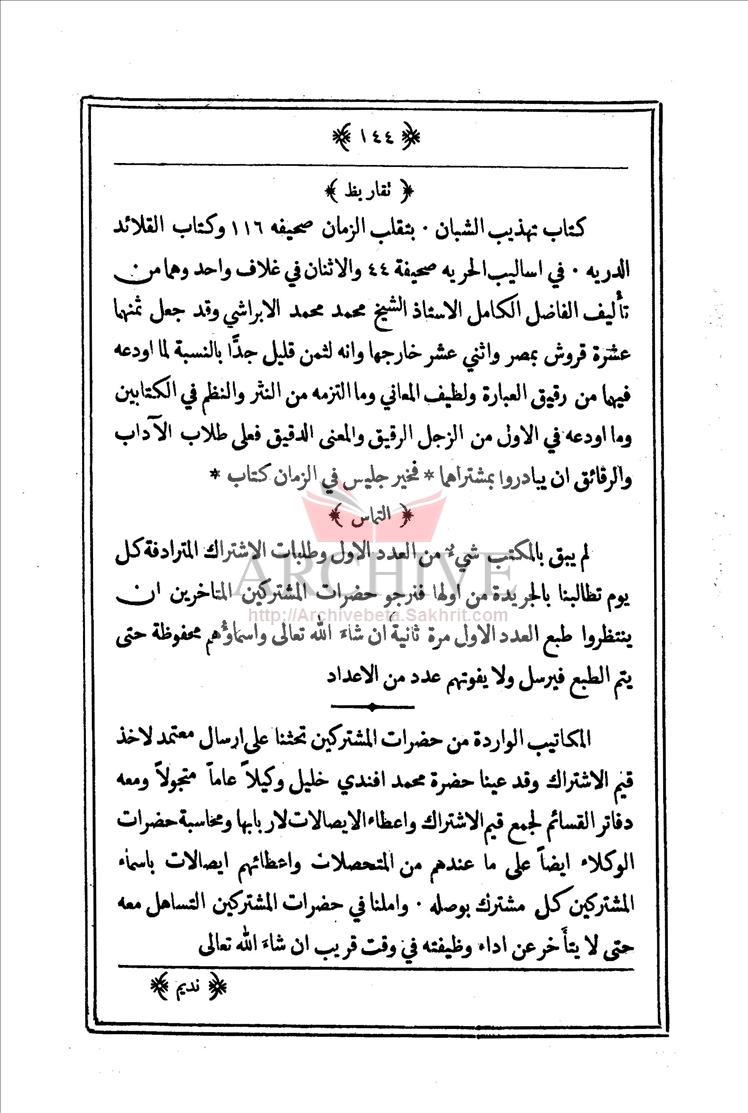 ﴿ ١٤٤ ﴾
﴿ تقاريظ ﴾
كتاب تهذيب الشبان ٠ بتقلب الزمان صحيفه ١١٦ وكتاب القلائد
الدريه ٠ في اساليب الحريه صحيفة ٤٤ والاثنان في غلاف واحد وهما من
تأليف الفاضل الكامل الاستاذ الشيخ محمد محمد الابراشي وقد جعل ثمنها
عشرة قروش بمصر واثني عشر خارجها وانه لثمن قليل جدًّا بالنسبة لما اودعه
فيها من رقيق العبارة ولطيف المعاني وما التزمه من النثر والنظم في الكتابين
وما اودعه في الاول من الزجل الرقيق والمعنى الدقيق فعلى طلاب الآداب
والرقائق ان يبادروا بمشتراهما * فخير جليس في الزمان كتاب *
﴿ التماس ﴾
لم يبق بالمكتب شيءٌ من العدد الاول وطلبات الاشتراك المترادفة كل
ARCHIVE
يوم تطالبنا بالجريدة من اولها فنرجو حضرات المشتركين المتاخرين ان
http://Archivebeta.Sakhrit.com
ينتظروا طبع العدد الاول مرة ثانية ان شاءَ الله تعالى واسماؤُهم محفوظة حتى
يتم الطبع فيرسل ولا يفوتهم عدد من الاعداد
المكاتيب الواردة من حضرات المشتركين تحثنا على ارسال معتمد لاخذ
قيم الاشتراك وقد عينا حضرة محمد افندي خليل وكيلاً عاماً متجولاً ومعه
دفاتر القسائم لجمع قيم الاشتراك واعطاء الايصالات لاربابها ومحاسبة حضرات
الوكلاء ايضاً على ما عندهم من المتحصلات واعطائهم ايصالات باسماء
المشتركين كل مشترك بوصله ٠ واملنا في حضرات المشتركين التساهل معه
حتى لا يتأخر عن اداء وظيفته في وقت قريب ان شاءَ الله تعالى
﴿ نديم ﴾